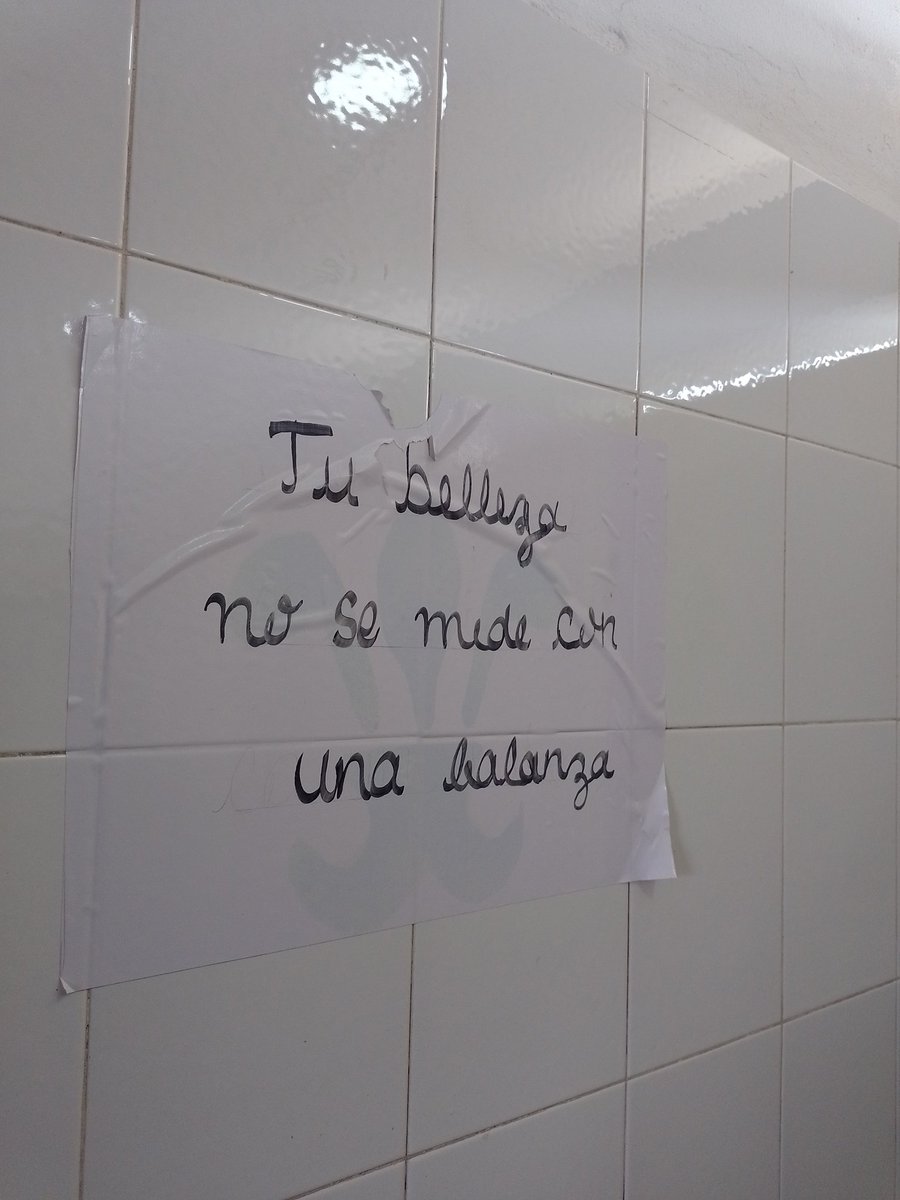 Tu belleza
no se mide con
una balanza